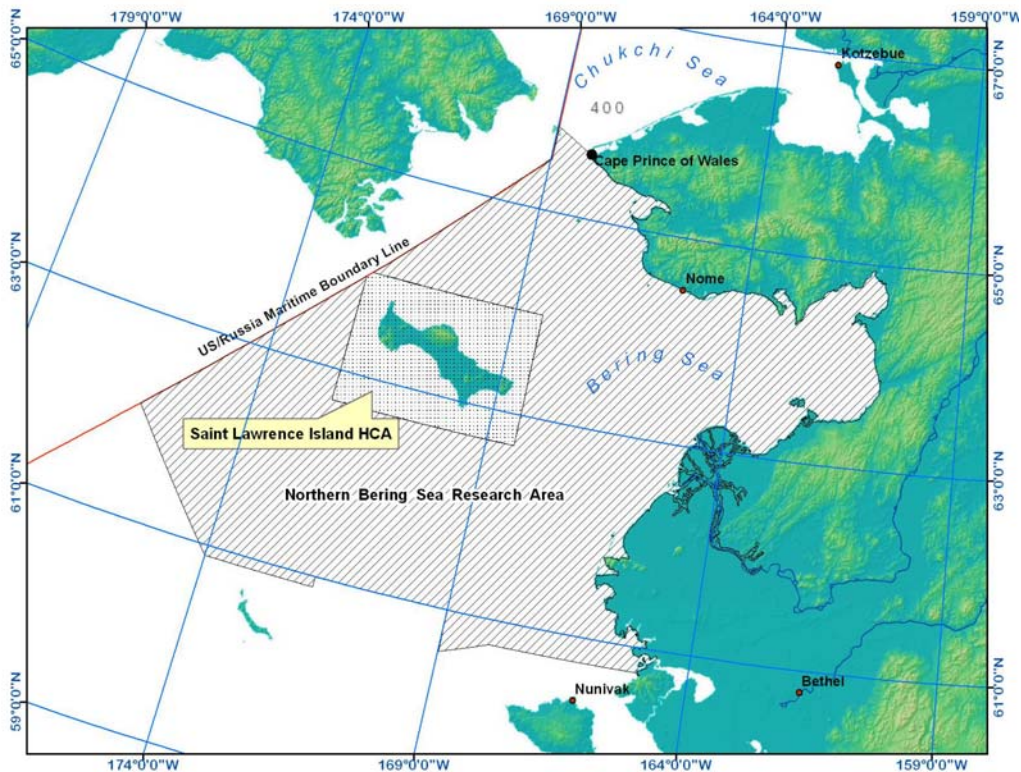 179°0'0"W
174°0'0"W
169°0'0"W
164°0'0"W
159°0'0"W
65°0'0"N
67°0'0"N
Kotzebue
Chukchi Sea
400
Cape Prince of Wales
63°0'0"N
65°0'0"N
US/Russia Maritime Boundary Line
Nome
Bering Sea
Saint Lawrence Island HCA
61°0'0"N
63°0'0"N
Northern Bering Sea Research Area
59°0'0"N
61°0'0"N
Nunivak
Bethel
174°0'0"W
169°0'0"W
164°0'0"W
159°0'0"W